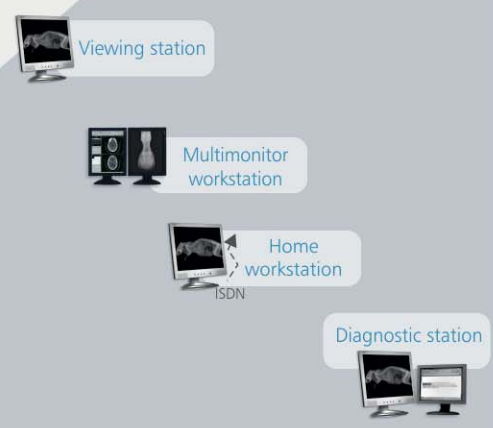 Viewing station
Multimonitor
workstation
Home
workstation
ISDN
Diagnostic station